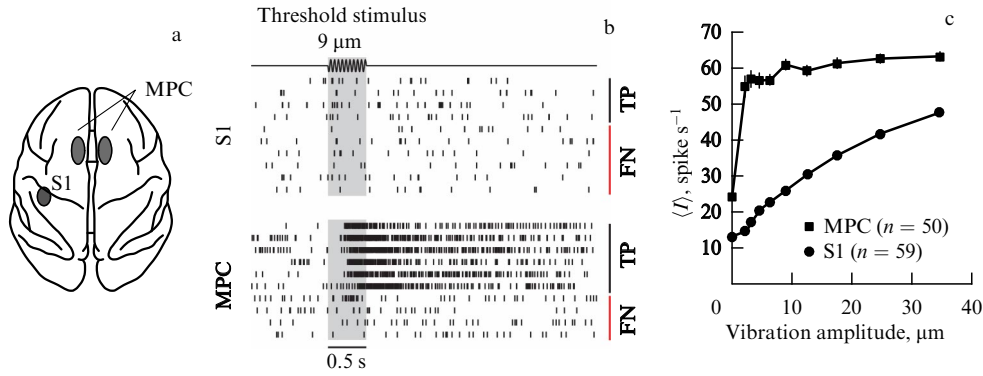 a
MPC
S1
Threshold stimulus
b
9 μm
S1
TP
FN
MPC
TP
FN
0.5 s
c
70
60
50
40
30
20
10
⟨I⟩, spike s⁻¹
MPC (n = 50)
S1 (n = 59)
0 10 20 30 40
Vibration amplitude, μm